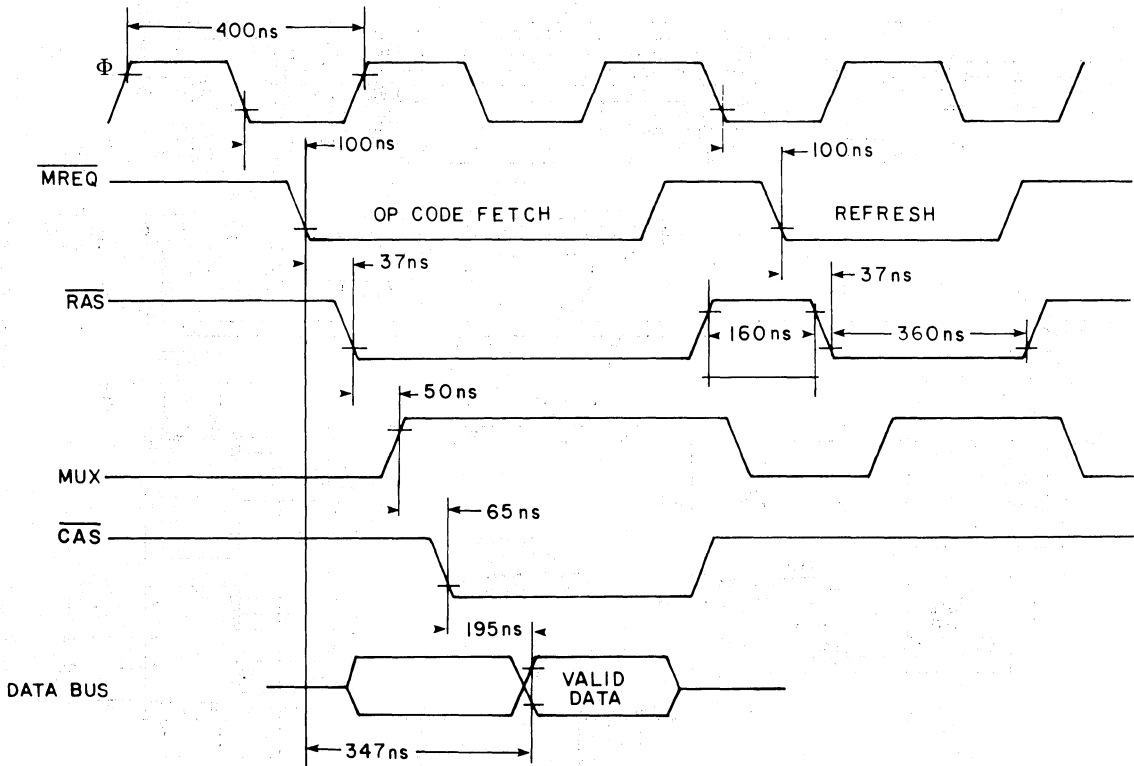 400ns
Φ
100ns 100ns
MREQ
OP CODE FETCH REFRESH
37ns 37ns
RAS
160ns 360ns
50ns
MUX
65ns
CAS
195ns
DATA BUS
VALID
DATA
347ns